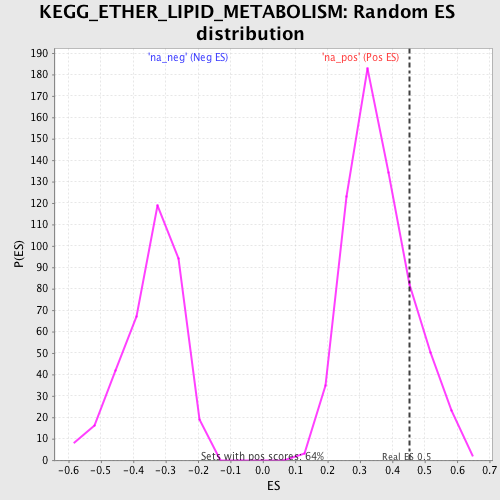 KEGG_ETHER_LIPID_METABOLISM: Random ES
distribution
'na_neg' (Neg ES)
'na_pos' (Pos ES)
190
180
170
160
150
140
130
120
110
100
90
80
70
60
50
40
30
20
10
0
P(ES)
Sets with pos scores: 64%
Real ES 0.5
-0.6 -0.5 -0.4 -0.3 -0.2 -0.1 0.0 0.1 0.2 0.3 0.4 0.5 0.6 0.7
ES